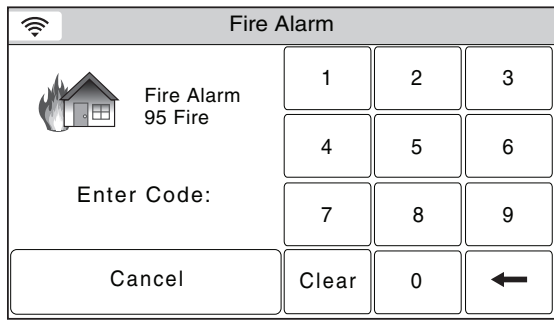 Fire Alarm
Fire Alarm
95 Fire
Enter Code:
1 2 3
4 5 6
7 8 9
Cancel Clear 0